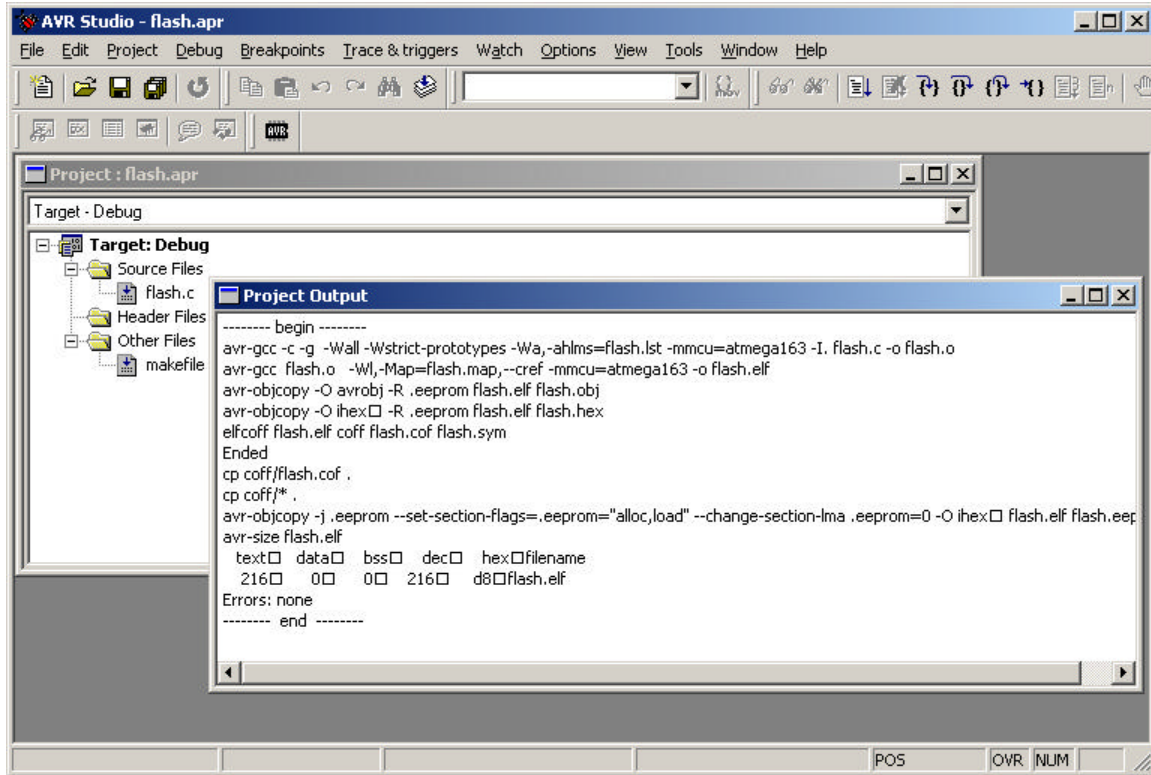 AVR Studio - flash.apr
File Edit Project Debug Breakpoints Trace & triggers Watch Options View Tools Window Help
AVR
Project : flash.apr
Target - Debug
Target: Debug
Source Files
flash.c
Header Files
Other Files
makefile
Project Output
-------- begin --------
avr-gcc -c -g -Wall -Wstrict-prototypes -Wa,-ahlms=flash.lst -mmcu=atmega163 -I. flash.c -o flash.o
avr-gcc flash.o -Wl,-Map=flash.map,--cref -mmcu=atmega163 -o flash.elf
avr-objcopy -O avrobj -R .eeprom flash.elf flash.obj
avr-objcopy -O ihex□ -R .eeprom flash.elf flash.hex
elfcoff flash.elf coff flash.cof flash.sym
Ended
cp coff/flash.cof .
cp coff/* .
avr-objcopy -j .eeprom --set-section-flags=.eeprom="alloc,load" --change-section-lma .eeprom=0 -O ihex□ flash.elf flash.eep
avr-size flash.elf
text□ data□ bss□ dec□ hex□filename
216□ 0□ 0□ 216□ d8□flash.elf
Errors: none
-------- end --------
POS OVR NUM